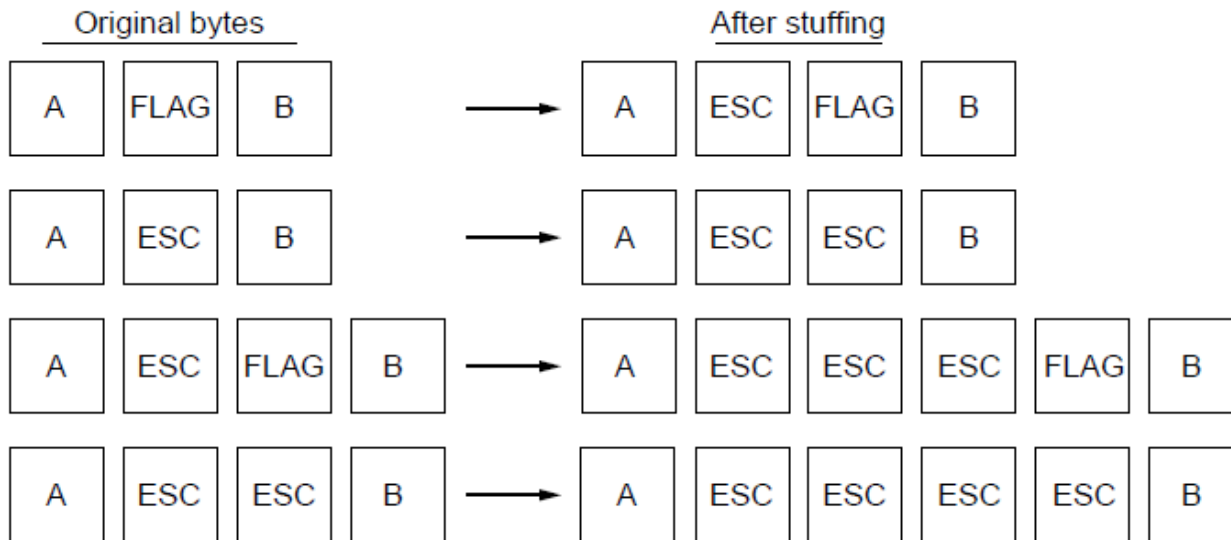 Original bytes After stuffing
A FLAG B A ESC FLAG B
A ESC B A ESC ESC B
A ESC FLAG B A ESC ESC ESC FLAG B
A ESC ESC B A ESC ESC ESC ESC B